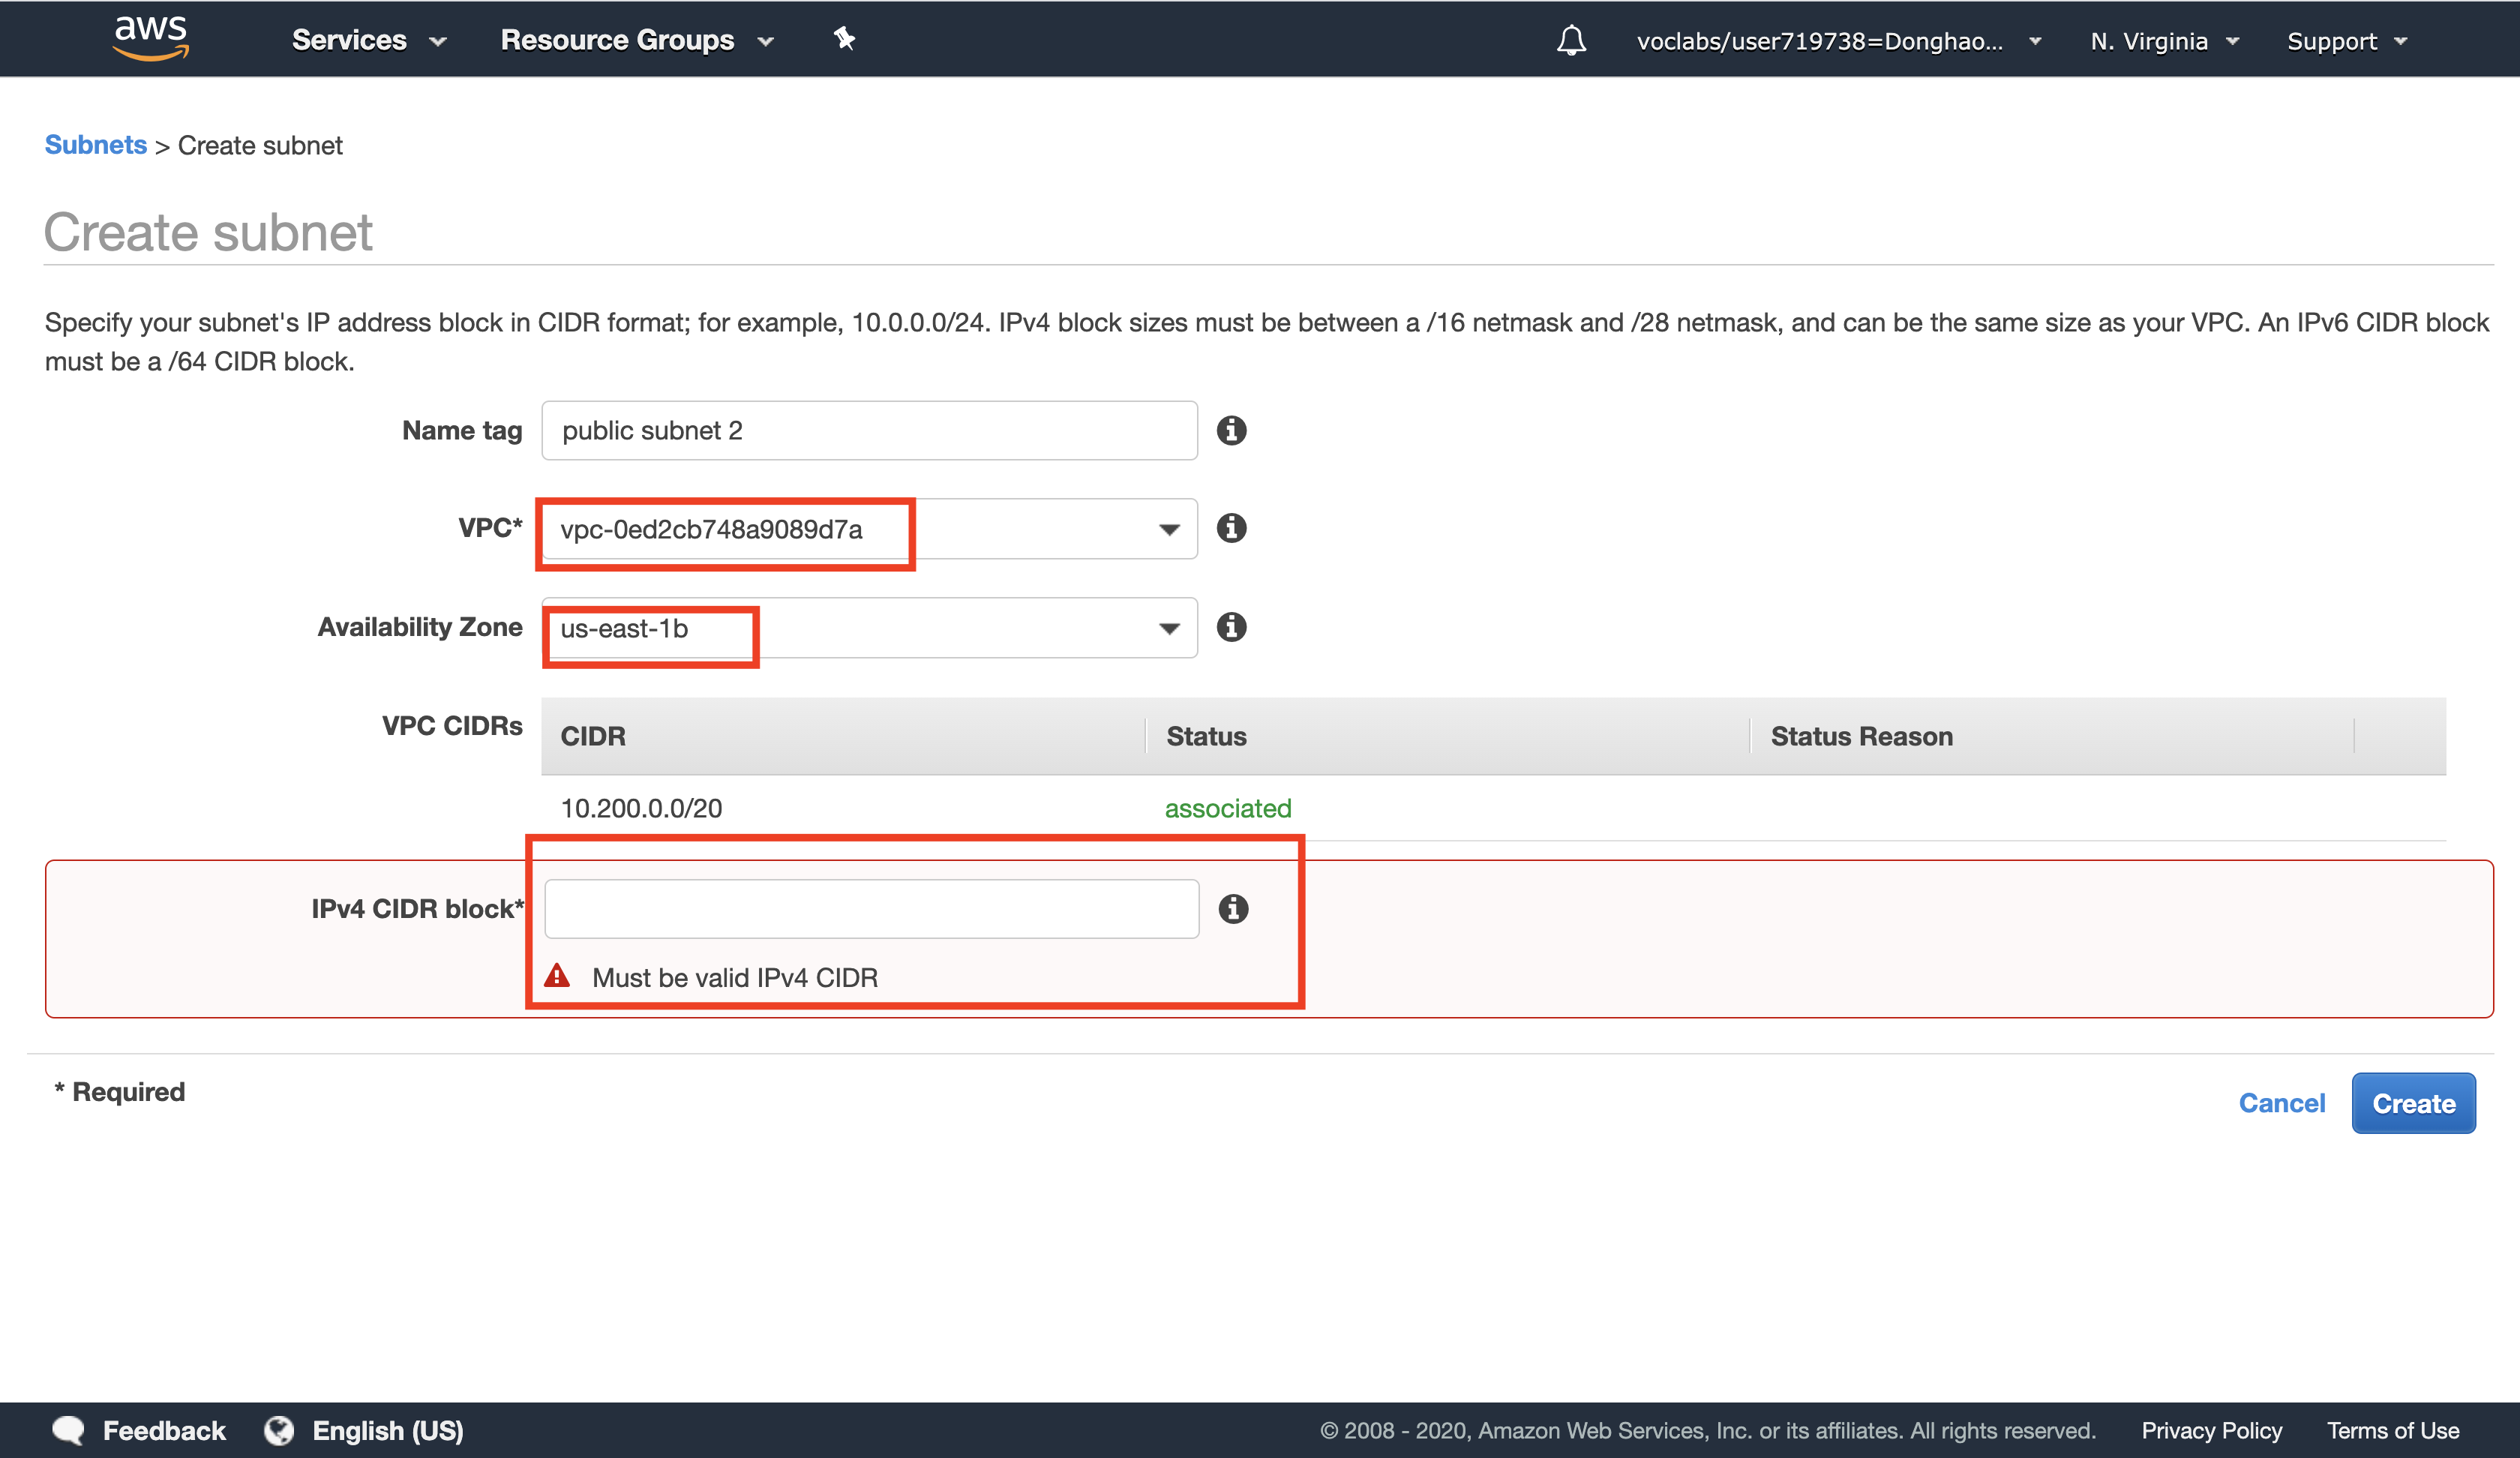 aws Services Resource Groups voclabs/user719738=Donghao... N. Virginia Support
Subnets > Create subnet
Create subnet
Specify your subnet's IP address block in CIDR format; for example, 10.0.0.0/24. IPv4 block sizes must be between a /16 netmask and /28 netmask, and can be the same size as your VPC. An IPv6 CIDR block
must be a /64 CIDR block.
Name tag public subnet 2
VPC* vpc-0ed2cb748a9089d7a
Availability Zone us-east-1b
VPC CIDRs CIDR Status Status Reason
10.200.0.0/20 associated
IPv4 CIDR block*
Must be valid IPv4 CIDR
* Required
Cancel Create
Feedback English (US) © 2008 - 2020, Amazon Web Services, Inc. or its affiliates. All rights reserved. Privacy Policy Terms of Use